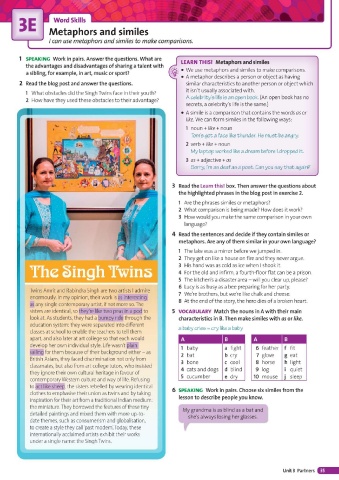 3E
Word Skills
Metaphors and similes
I can use metaphors and similes to make comparisons.
1 SPEAKING Work in pairs. Answer the questions. What are
the advantages and disadvantages of sharing a talent with
a sibling, for example, in art, music or sport?
2 Read the blog post and answer the questions.
1 What obstacles did the Singh Twins face in their youth?
2 How have they used these obstacles to their advantage?
The Singh Twins
Twins Amrit and Rabindra Singh are two artists I admire
enormously. In my opinion, their work is as interesting
as any single contemporary artist, if not more so. The
sisters are identical, so they're like two peas in a pod to
look at. As students, they had a bumpy ride through the
education system: they were separated into different
classes at school to enable the teachers to tell them
apart, and also later at art college so that each would
develop her own individual style. Life wasn't plain
sailing for them because of their background either – as
British Asians, they faced discrimination not only from
classmates, but also from art college tutors, who insisted
they ignore their own cultural heritage in favour of
contemporary Western culture and way of life. Refusing
to act like sheep, the sisters rebelled by wearing identical
clothes to emphasise their union as twins and by taking
inspiration for their art from a traditional Indian medium:
the miniature. They borrowed the features of these tiny
detailed paintings and mixed them with more up-to-
date themes, such as consumerism and globalisation,
to create a style they call past modern. Today, these
internationally acclaimed artists exhibit their works
under a single name: the Singh Twins.
LEARN THIS! Metaphors and similes
• We use metaphors and similes to make comparisons.
• A metaphor describes a person or object as having
similar characteristics to another person or object which
it isn't usually associated with.
A celebrity's life is an open book. (An open book has no
secrets, a celebrity's life is the same.)
• A simile is a comparison that contains the words as or
like. We can form similes in the following ways:
1 noun + like + noun
Tom's got a face like thunder. He must be angry.
2 verb + like + noun
My laptop worked like a dream before I dropped it.
3 as + adjective + as
Sorry, I'm as deaf as a post. Can you say that again?
3 Read the Learn this! box. Then answer the questions about
the highlighted phrases in the blog post in exercise 2.
1 Are the phrases similes or metaphors?
2 What comparison is being made? How does it work?
3 How would you make the same comparison in your own
language?
4 Read the sentences and decide if they contain similes or
metaphors. Are any of them similar in your own language?
1 The lake was a mirror before we jumped in.
2 They get on like a house on fire and they never argue.
3 His hand was as cold as ice when I shook it.
4 For the old and infirm, a fourth-floor flat can be a prison.
5 The kitchen's a disaster area – will you clear up, please?
6 Lucy is as busy as a bee preparing for her party.
7 We're brothers, but we're like chalk and cheese.
8 At the end of the story, the hero dies of a broken heart.
5 VOCABULARY Match the nouns in A with their main
characteristics in B. Then make similes with as or like.
a baby cries – cry like a baby
A B A B
1 baby a fight 6 feather f fit
2 bat b cry 7 glove g eat
3 bone c cool 8 horse h light
4 cats and dogs d blind 9 log i quiet
5 cucumber e dry 10 mouse j sleep
6 SPEAKING Work in pairs. Choose six similes from the
lesson to describe people you know.
My grandma is as blind as a bat and
she's always losing her glasses.
Unit 3 Partners